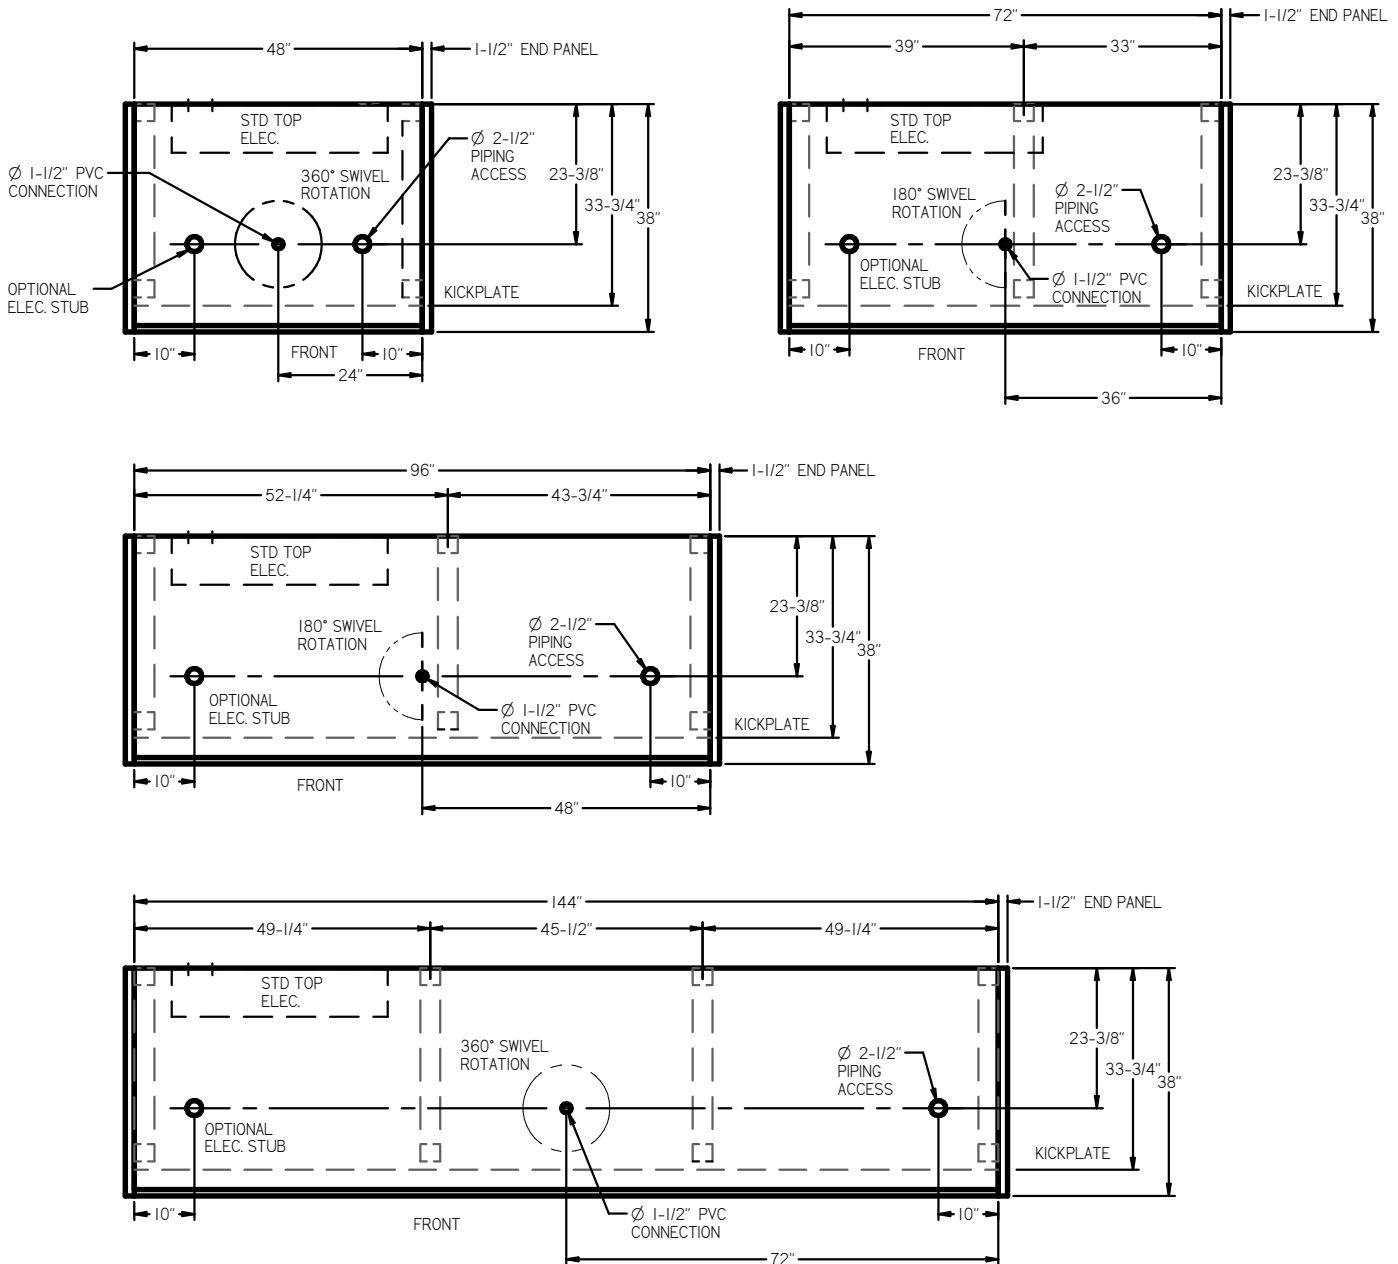 48"
1-1/2" END PANEL
STD TOP
ELEC.
Ø 2-1/2"
PIPING
ACCESS
Ø 1-1/2" PVC
CONNECTION
360° SWIVEL
ROTATION
23-3/8"
33-3/4"
38"
OPTIONAL
ELEC. STUB
KICKPLATE
10"
FRONT
10"
24"
72"
1-1/2" END PANEL
39"
33"
STD TOP
ELEC.
180° SWIVEL
ROTATION
Ø 2-1/2"
PIPING
ACCESS
23-3/8"
33-3/4"
38"
OPTIONAL
ELEC. STUB
Ø 1-1/2" PVC
CONNECTION
KICKPLATE
10"
FRONT
10"
36"
96"
1-1/2" END PANEL
52-1/4"
43-3/4"
STD TOP
ELEC.
180° SWIVEL
ROTATION
Ø 2-1/2"
PIPING
ACCESS
23-3/8"
33-3/4"
38"
OPTIONAL
ELEC. STUB
Ø 1-1/2" PVC
CONNECTION
KICKPLATE
10"
FRONT
10"
48"
144"
1-1/2" END PANEL
49-1/4"
45-1/2"
49-1/4"
STD TOP
ELEC.
360° SWIVEL
ROTATION
Ø 2-1/2"
PIPING
ACCESS
23-3/8"
33-3/4"
38"
OPTIONAL
ELEC. STUB
KICKPLATE
10"
FRONT
Ø 1-1/2" PVC
CONNECTION
10"
72"